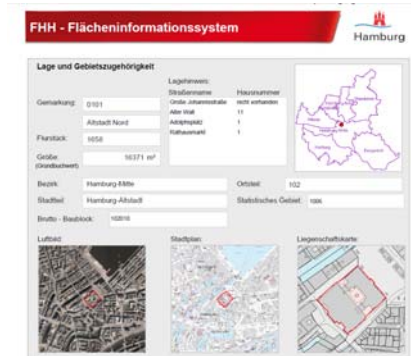 FHH - Flächeninformationssystem
Hamburg
Lage und Gebietszugehörigkeit
Lagehinweis:
Straßenname Hausnummer
Große Johannisstraße nicht vorhanden
Alter Wall 11
Adolphsplatz 1
Rathausmarkt 1
Gemarkung: 0101
Altstadt Nord
Flurstück: 1658
Größe: 16371 m²
(Grundbuchwert)
Bezirk: Hamburg-Mitte Ortsteil: 102
Stadtteil: Hamburg-Altstadt Statistisches Gebiet:
Brutto - Baublock: 102018
Luftbild: Stadtplan: Liegenschaftskarte: